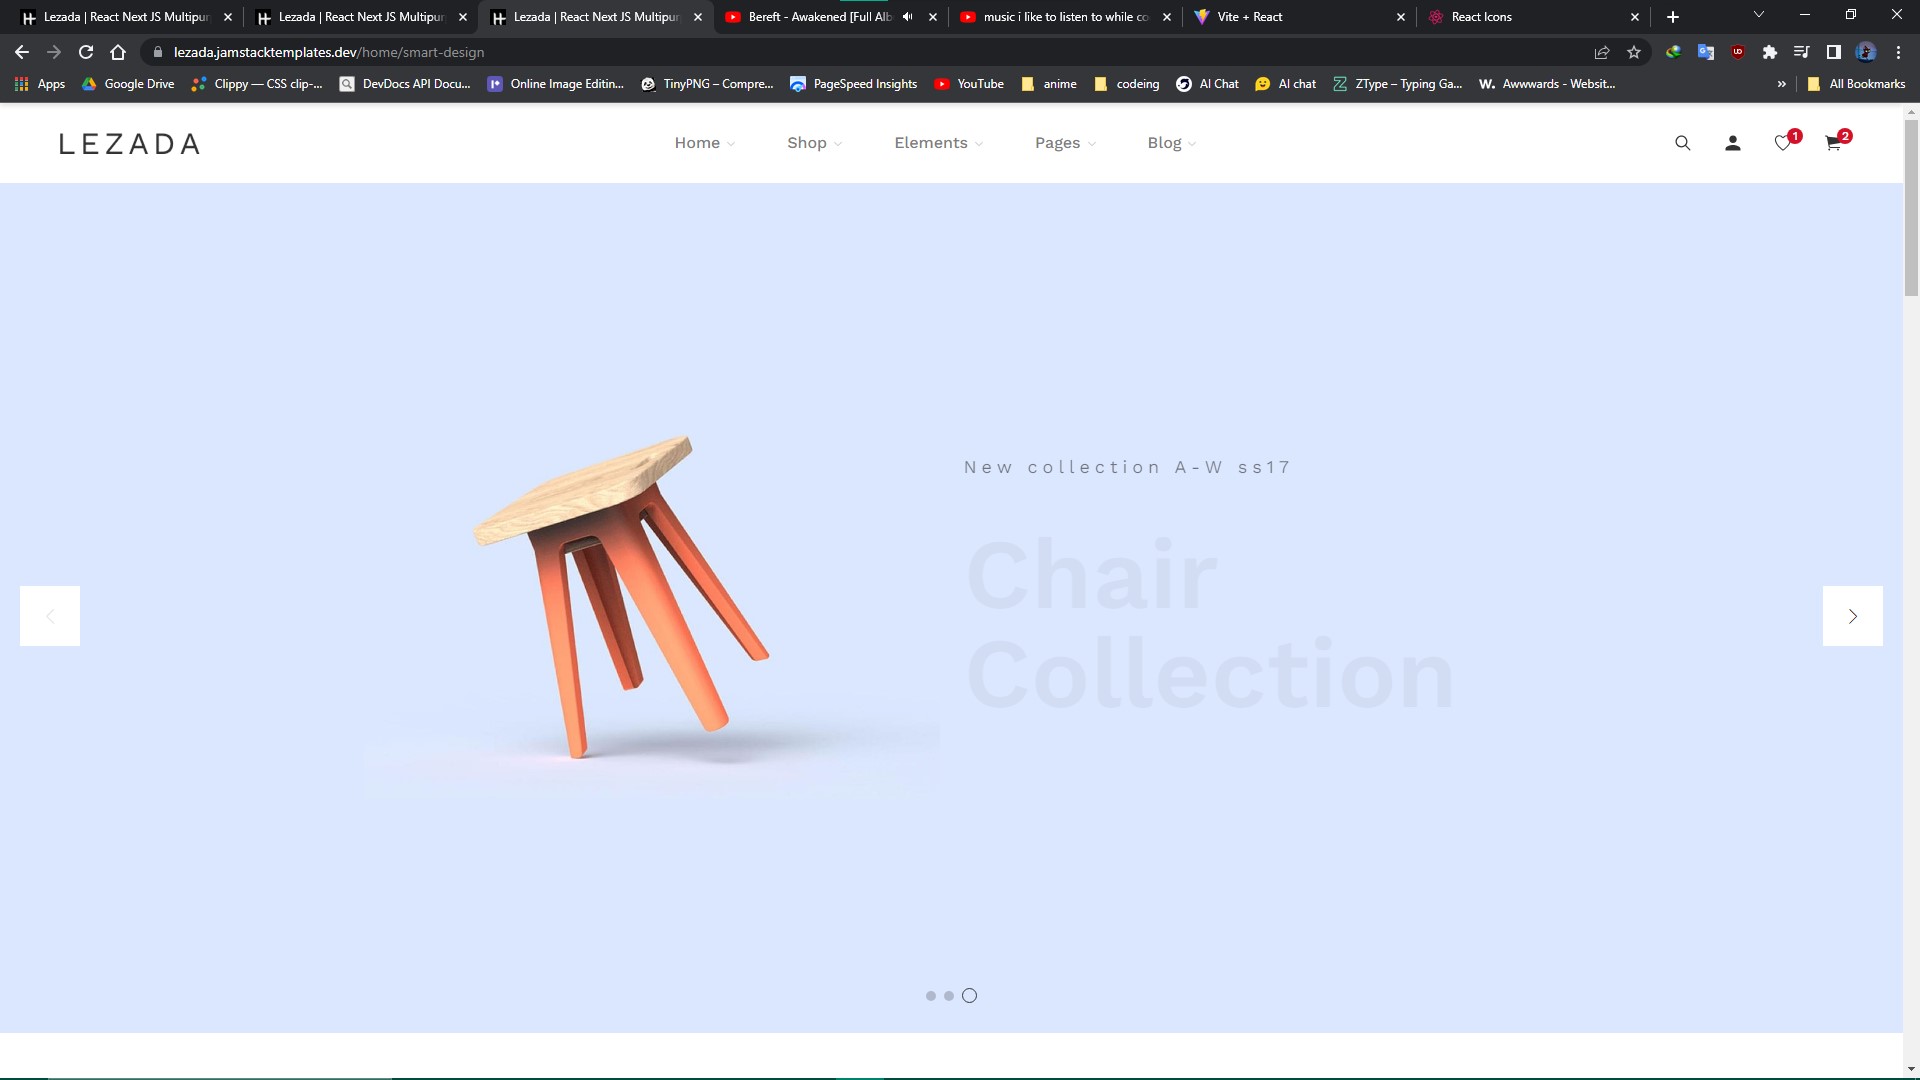 Lezada | React Next JS Multipur
Lezada | React Next JS Multipur
Lezada | React Next JS Multipur
Bereft - Awakened [Full Alb
music i like to listen to while co
Vite + React
React Icons
lezada.jamstacktemplates.dev/home/smart-design
Apps
Google Drive
Clippy — CSS clip-...
DevDocs API Docu...
Online Image Editin...
TinyPNG – Compre...
PageSpeed Insights
YouTube
anime
codeing
AI Chat
AI chat
ZType – Typing Ga...
W. Awwwards - Websit...
»
All Bookmarks
LEZADA
Home
Shop
Elements
Pages
Blog
1
2
New collection A-W ss17
Chair
Collection